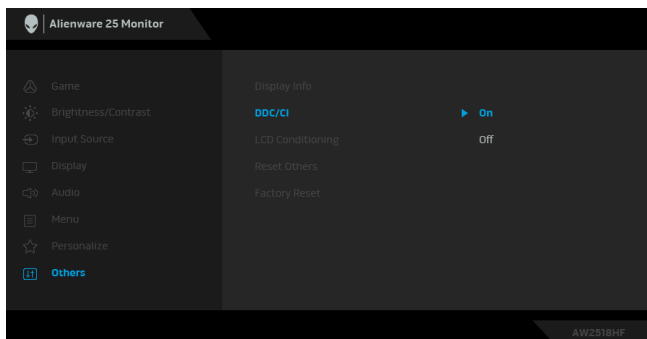 Alienware 25 Monitor
Game
Display Info
Brightness/Contrast
DDC/CI
On
Input Source
LCD Conditioning
Off
Display
Reset Others
Audio
Factory Reset
Menu
Personalize
Others
AW2518HF